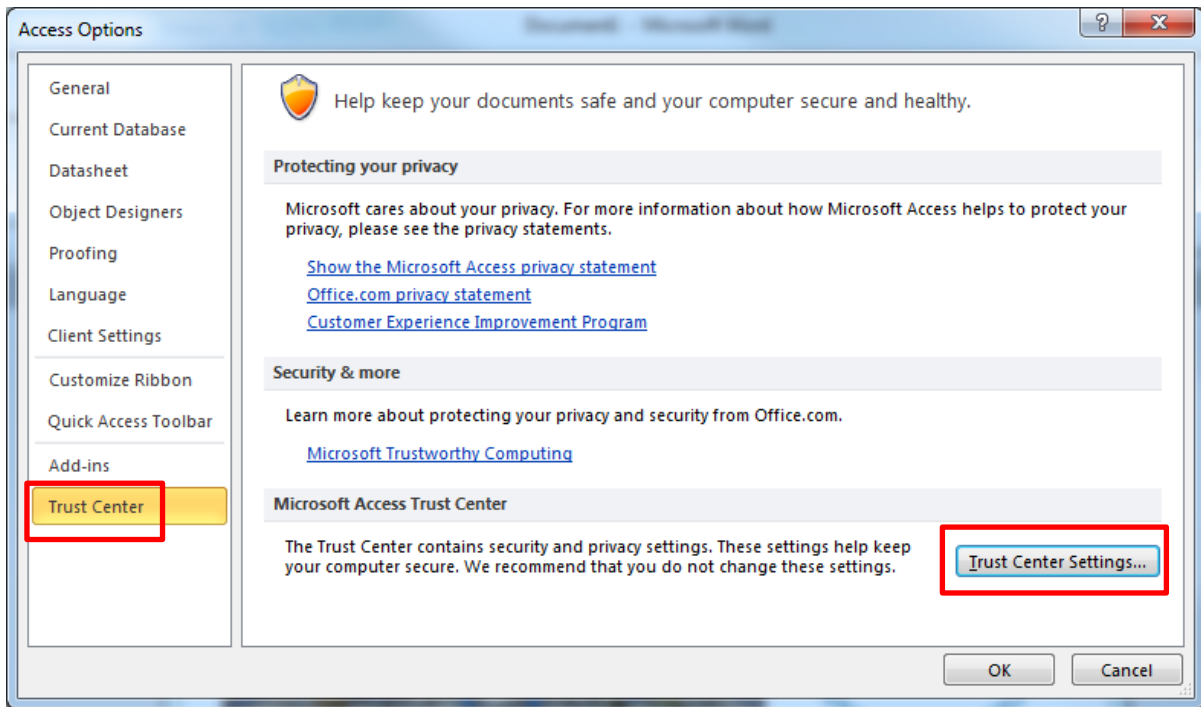 Access Options
Document1 - Microsoft Word
General
Current Database
Datasheet
Object Designers
Proofing
Language
Client Settings
Customize Ribbon
Quick Access Toolbar
Add-ins
Trust Center
Help keep your documents safe and your computer secure and healthy.
Protecting your privacy
Microsoft cares about your privacy. For more information about how Microsoft Access helps to protect your
privacy, please see the privacy statements.
Show the Microsoft Access privacy statement
Office.com privacy statement
Customer Experience Improvement Program
Security & more
Learn more about protecting your privacy and security from Office.com.
Microsoft Trustworthy Computing
Microsoft Access Trust Center
The Trust Center contains security and privacy settings. These settings help keep
your computer secure. We recommend that you do not change these settings.
Trust Center Settings...
OK
Cancel